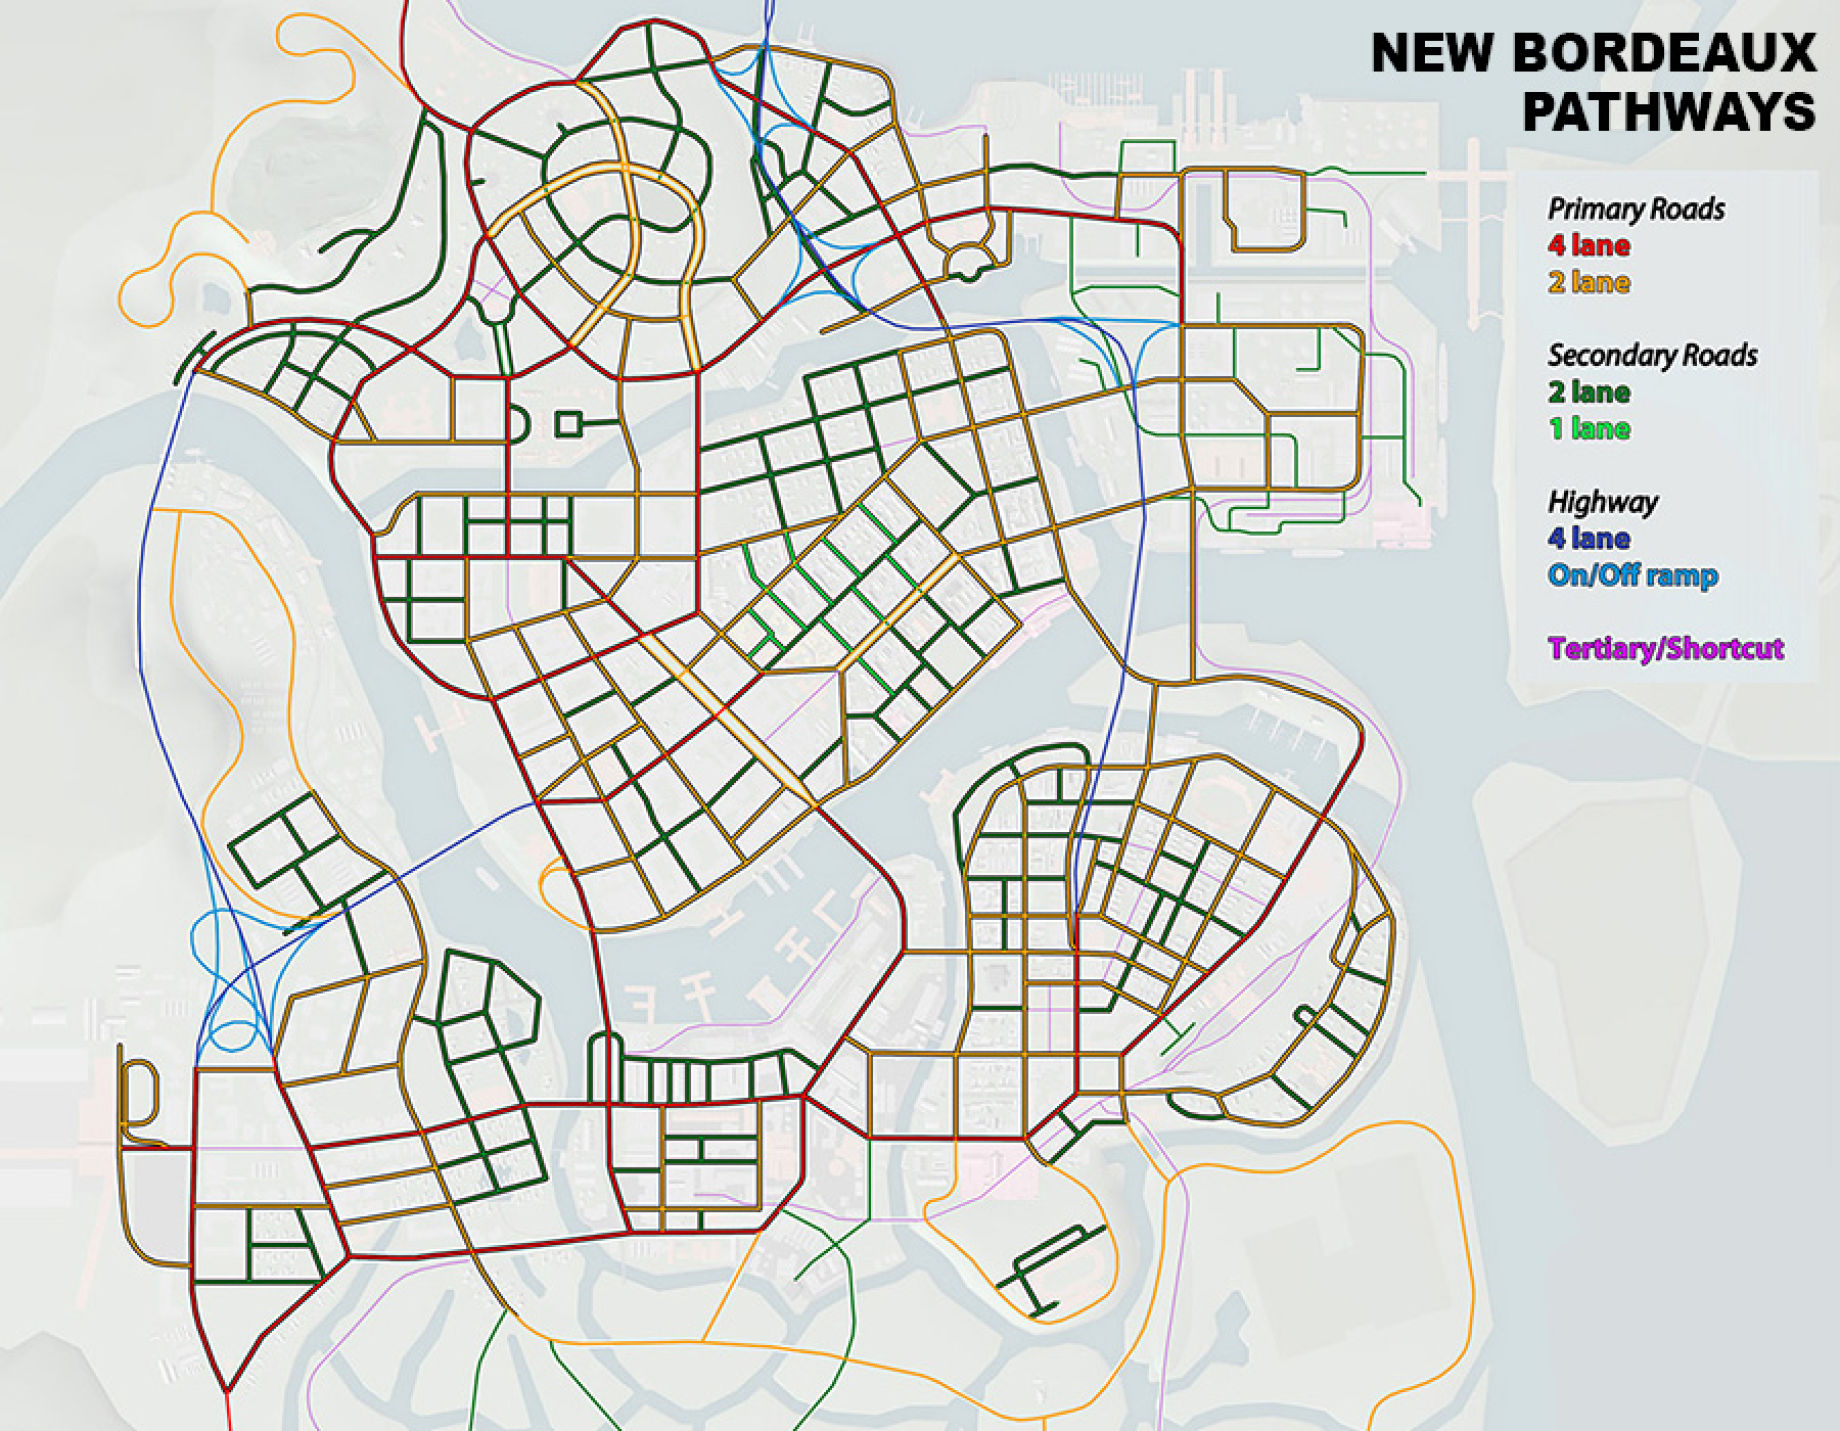 NEW BORDEAUX
PATHWAYS
Primary Roads
4 lane
2 lane
Secondary Roads
2 lane
1 lane
Highway
4 lane
On/Off ramp
Tertiary/Shortcut